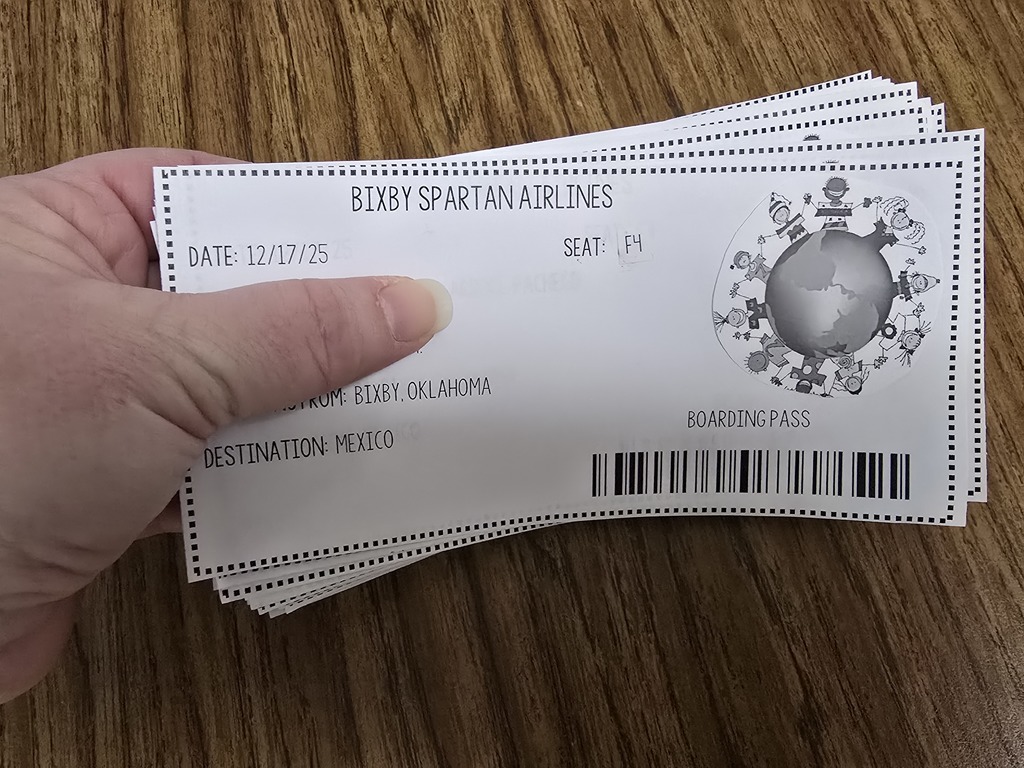 BIXBY SPARTAN AIRLINES
DATE: 12/17/25
SEAT: F4
BIXBY, OKLAHOMA
DESTINATION: MEXICO
BOARDING PASS